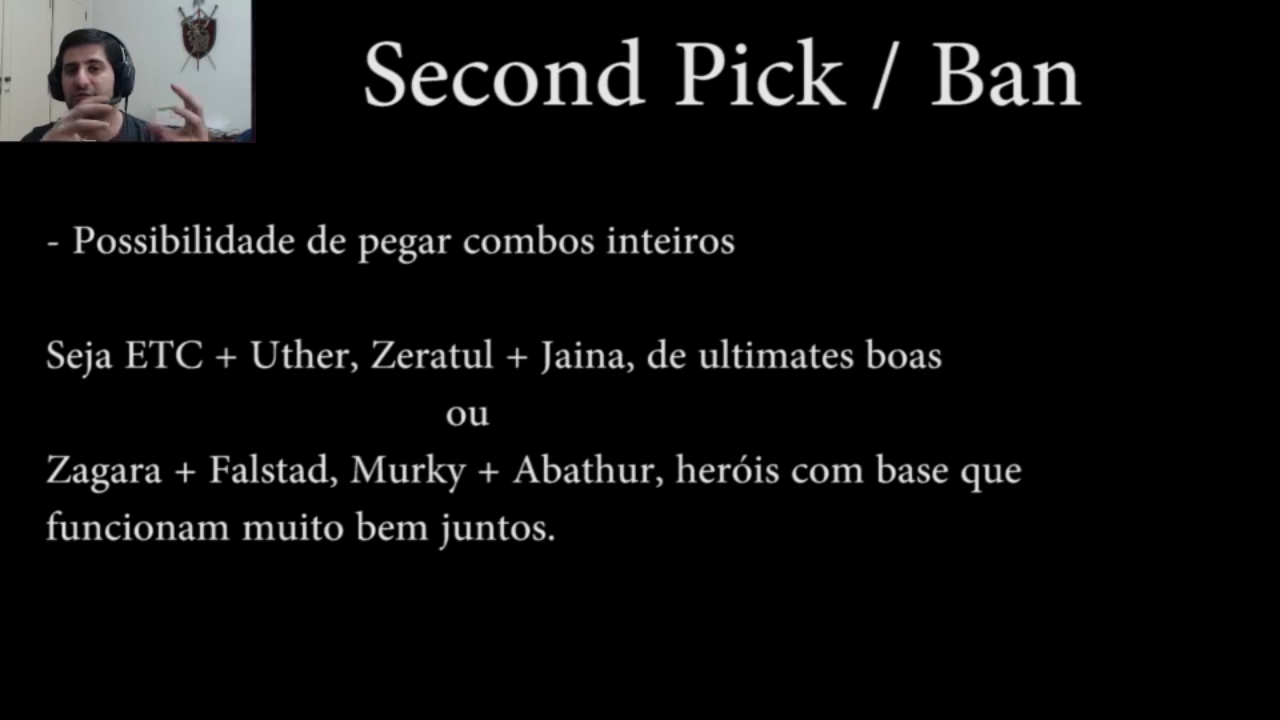 Second Pick / Ban
- Possibilidade de pegar combos inteiros
Seja ETC + Uther, Zeratul + Jaina, de ultimates boas
ou
Zagara + Falstad, Murky + Abathur, heróis com base que
funcionam muito bem juntos.